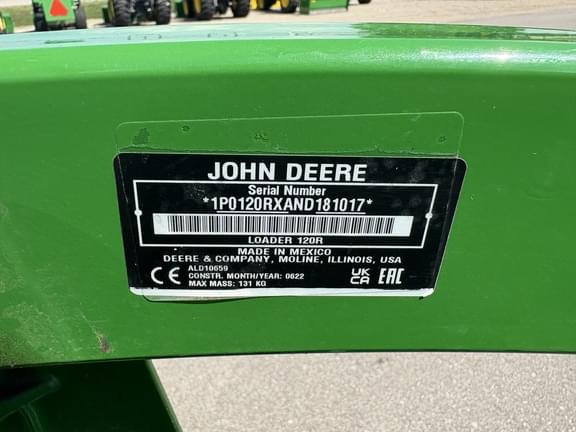 JOHN DEERE
Serial Number
*1P0120RXAND181017*
LOADER 120R
MADE IN MEXICO
DEERE & COMPANY, MOLINE, ILLINOIS, USA
CE ALD10659 UK CA EAC
CONSTR. MONTH/YEAR: 0622
MAX MASS: 131 KG